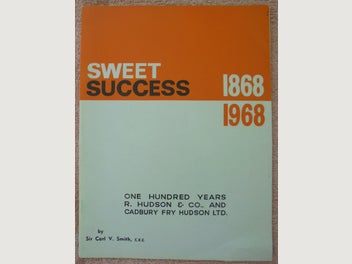 SWEET
SUCCESS
1868
1968
ONE HUNDRED YEARS
R. HUDSON & CO., AND
CADBURY FRY HUDSON LTD.
by
Sir Carl V. Smith, C.B.E.